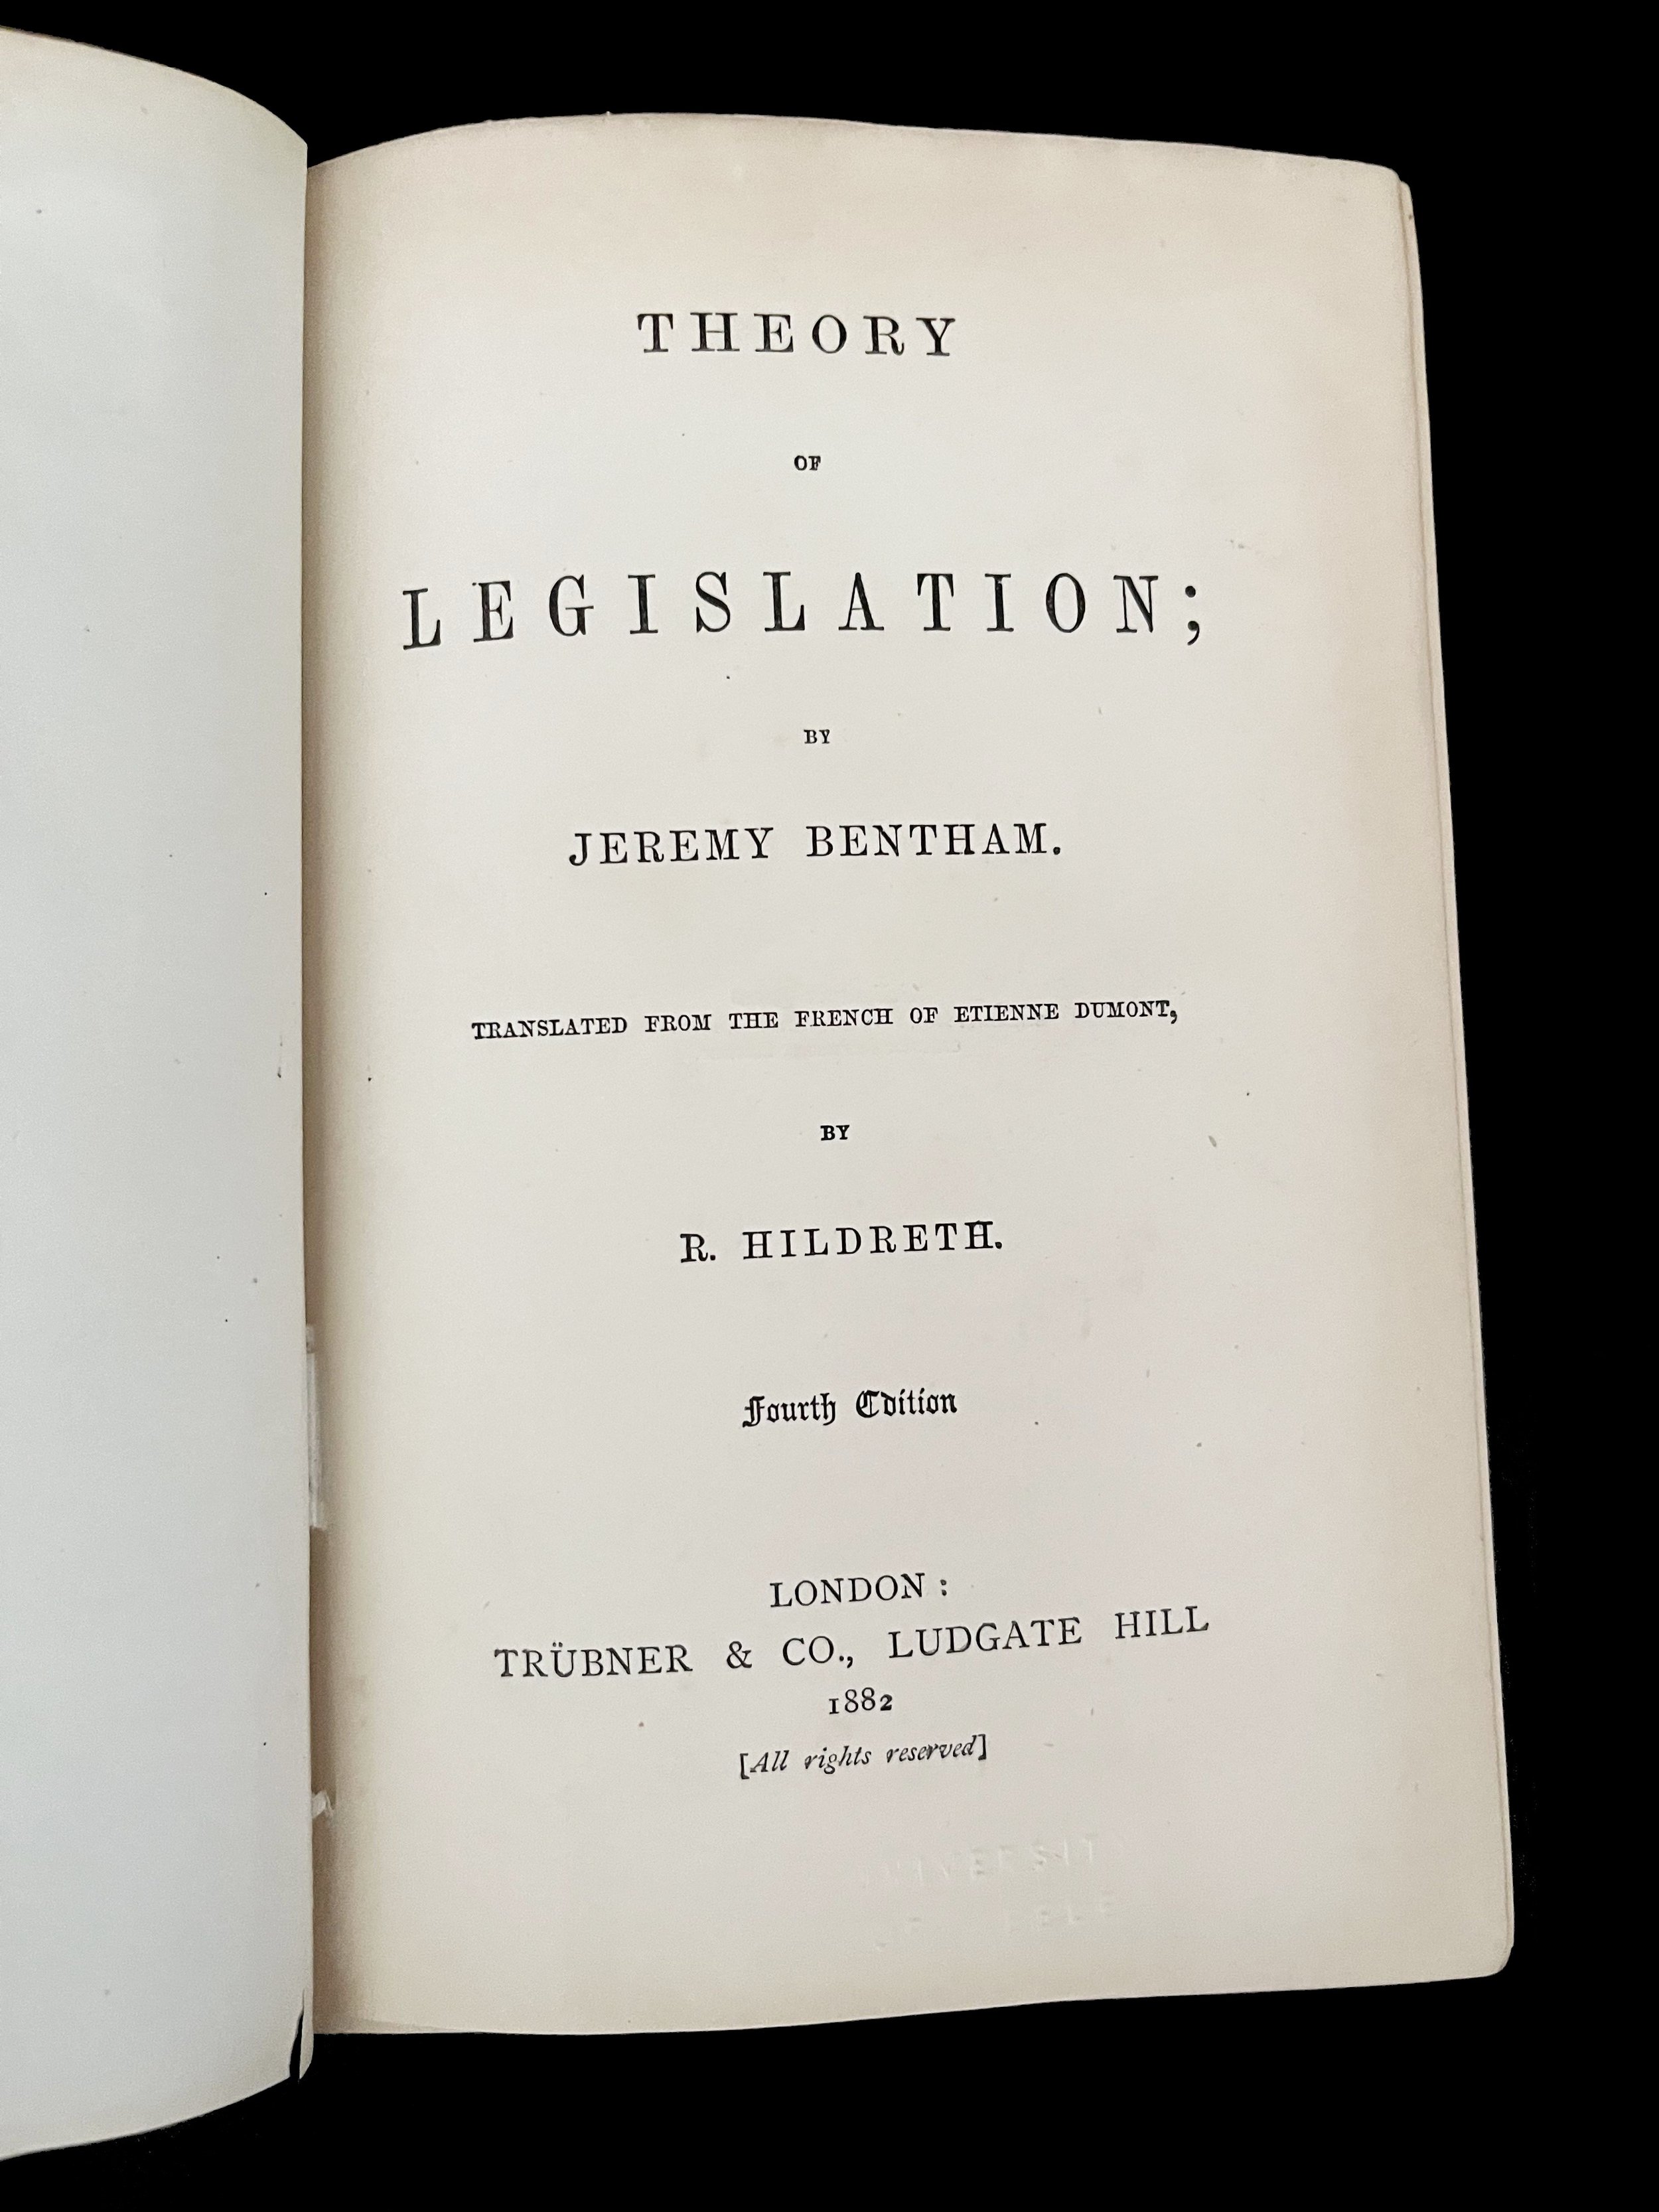 THEORY
OF
LEGISLATION;
BY
JEREMY BENTHAM.
TRANSLATED FROM THE FRENCH OF ETIENNE DUMONT,
BY
R. HILDRETH.
Fourth Edition
LONDON:
TRÜBNER & CO., LUDGATE HILL
1882
[All rights reserved]